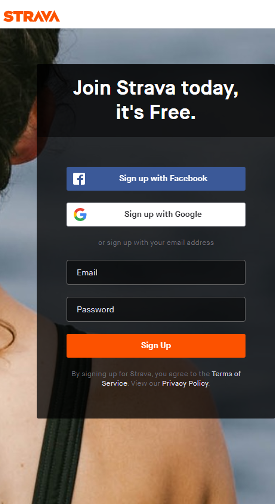 STRAVA
Join Strava today,
it's Free.
Sign up with Facebook
Sign up with Google
or sign up with your email address
Email
Password
Sign Up
By signing up for Strava, you agree to the Terms of
Service. View our Privacy Policy.